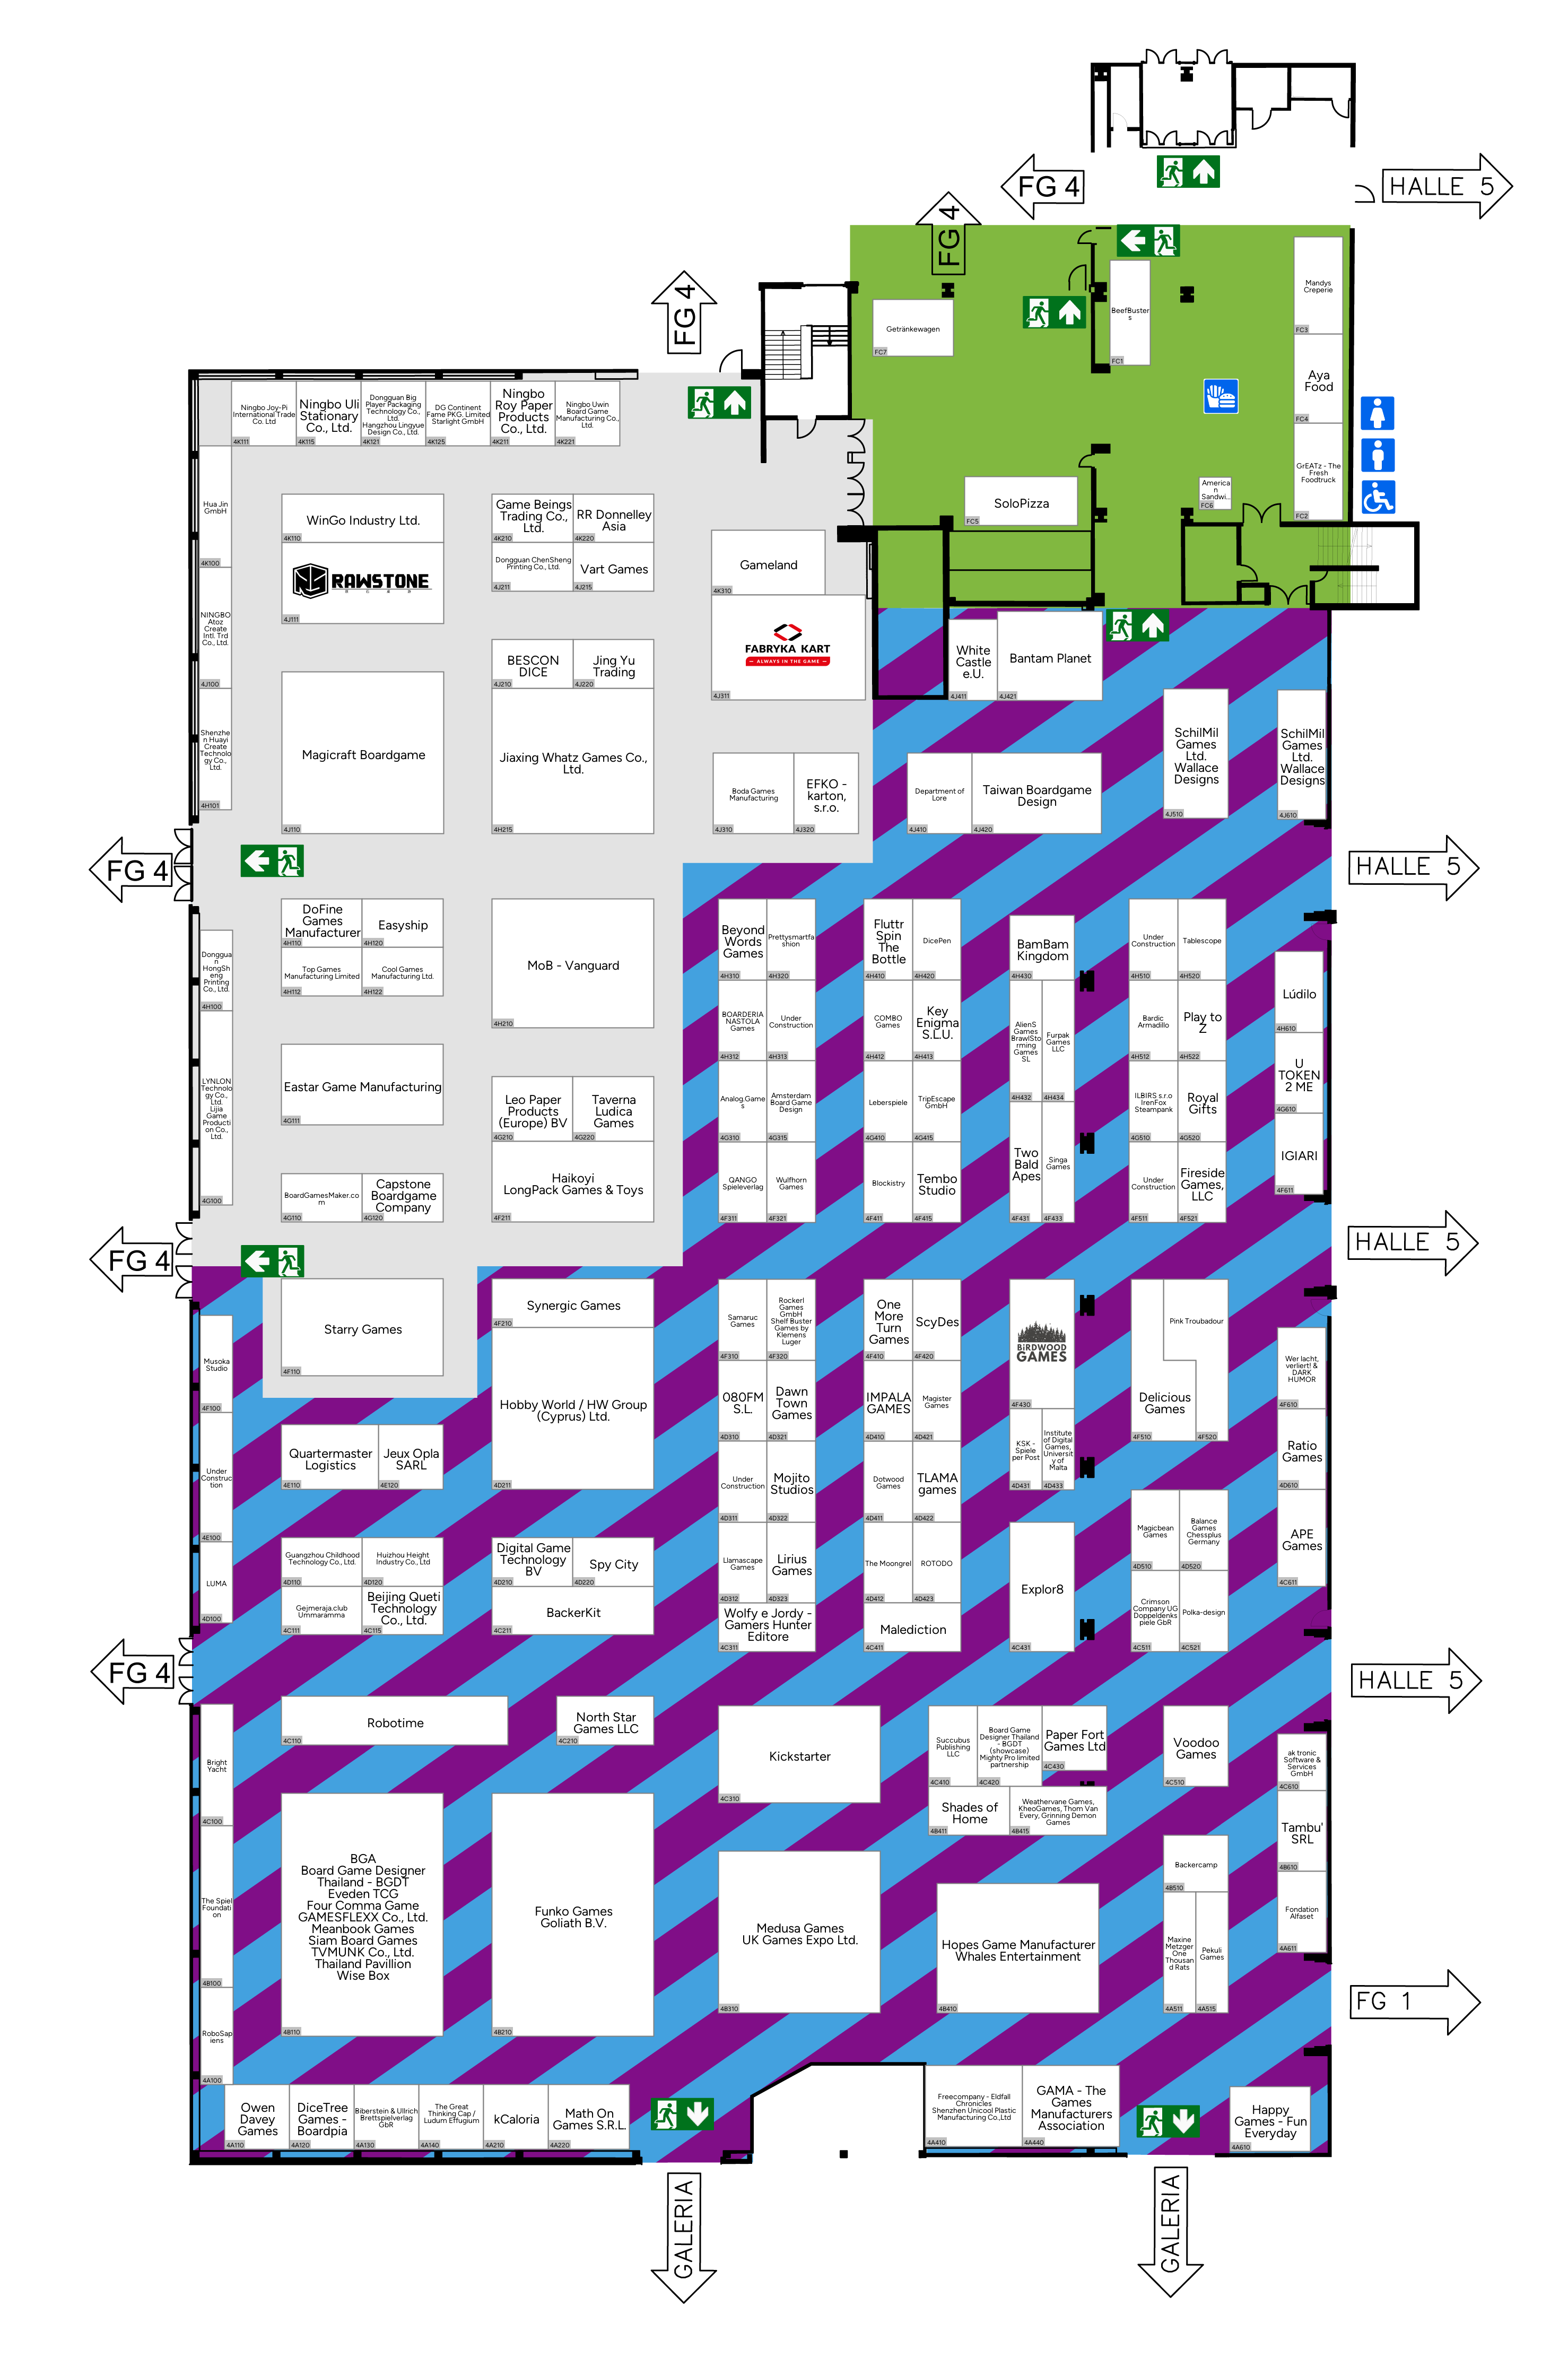 FG 4
HALLE 5
FG 4
FG 4
Mandys
Creperie
FC3
BeefBuster
s
FC1
Getränkewagen
FC7
Aya
Food
FC4
GrEATz - The
Fresh
Foodtruck
FC2
America
n
Sandwi...
FC6
SoloPizza
FC5
Ningbo Joy-Pi
International Trade
Co. Ltd
4K111
Ningbo Uli
Stationary
Co., Ltd.
4K115
Dongguan Big
Player Packaging
Technology Co.,
Ltd.
Hangzhou Lingyue
Design Co., Ltd.
4K121
DG Continent
Fame PKG. Limited
Starlight GmbH
4K125
Ningbo
Roy Paper
Products
Co., Ltd.
4K211
Ningbo Uwin
Board Game
Manufacturing Co.,
Ltd.
4K221
Hua Jin
GmbH
4K100
WinGo Industry Ltd.
4K110
Game Beings
Trading Co.,
Ltd.
4K210
RR Donnelley
Asia
4K220
RAWSTONE
4J111
Dongguan ChenSheng
Printing Co., Ltd.
4J211
Vart Games
4J215
Gameland
4K310
FABRYKA KART
ALWAYS IN THE GAME
4J311
NINGBO
Atoz
Create
Intl. Trd
Co., Ltd.
4J100
BESCON
DICE
4J210
Jing Yu
Trading
4J220
White
Castle
e.U.
4J411
Bantam Planet
4J421
Shenzhe
n Huayi
Create
Technolo
gy Co.,
Ltd.
4H101
Magicraft Boardgame
4J110
Jiaxing Whatz Games Co.,
Ltd.
4H215
Boda Games
Manufacturing
4J310
EFKO -
karton,
s.r.o.
4J320
Department of
Lore
4J410
Taiwan Boardgame
Design
4J420
SchilMil
Games
Ltd.
Wallace
Designs
4J510
SchilMil
Games
Ltd.
Wallace
Designs
4J610
FG 4
HALLE 5
Donggua
n
HongSh
eng
Printing
Co., Ltd.
4H100
DoFine
Games
Manufacturer
4H110
Easyship
4H120
Top Games
Manufacturing Limited
4H112
Cool Games
Manufacturing Ltd.
4H122
MoB - Vanguard
4H210
Beyond
Words
Games
4H310
Prettysmartfa
shion
4H320
Fluttr
Spin
The
Bottle
4H410
DicePen
4H420
BamBam
Kingdom
4H430
Under
Construction
4H510
Tablescope
4H520
Lúdilo
4H610
BOARDERIA
NASTOLA
Games
4H312
Under
Construction
4H313
COMBO
Games
4H412
Key
Enigma
S.L.U.
4H413
AlienS
Games
BrawlSto
rming
Games
SL
4H432
Furpak
Games
LLC
4H434
Bardic
Armadillo
4H512
Play to
Z
4H522
U
TOKEN
2 ME
4G610
LYNLON
Technolo
gy Co.,
Ltd.
Lijia
Game
Producti
on Co.,
Ltd.
4G100
Eastar Game Manufacturing
4G111
Leo Paper
Products
(Europe) BV
4G210
Taverna
Ludica
Games
4G220
Analog.Game
s
4G310
Amsterdam
Board Game
Design
4G315
Leberspiele
4G410
TripEscape
GmbH
4G415
ILBIRS s.r.o
IrenFox
Steampank
4G510
Royal
Gifts
4G520
IGIARI
4F611
BoardGamesMaker.co
m
4G110
Capstone
Boardgame
Company
4G120
Haikoyi
LongPack Games & Toys
4F211
QANGO
Spieleverlag
4F311
Wulfhorn
Games
4F321
Blockistry
4F411
Tembo
Studio
4F415
Two
Bald
Apes
4F431
Singa
Games
4F433
Under
Construction
4F511
Fireside
Games,
LLC
4F521
FG 4
HALLE 5
Musoka
Studio
4F100
Starry Games
4F110
Synergic Games
4F210
Samaruc
Games
4F310
Rockerl
Games
GmbH
Shelf Buster
Games by
Klemens
Luger
4F320
One
More
Turn
Games
4F410
ScyDes
4F420
BIRDWOOD
GAMES
4F430
Delicious
Games
4F510
Pink Troubadour
4F520
Wer lacht,
verliert! &
DARK
HUMOR
4F610
Hobby World / HW Group
(Cyprus) Ltd.
4D211
080FM
S.L.
4D310
Dawn
Town
Games
4D321
IMPALA
GAMES
4D410
Magister
Games
4D421
Under
Construc
tion
4E100
Quartermaster
Logistics
4E110
Jeux Opla
SARL
4E120
Under
Construction
4D311
Mojito
Studios
4D322
Dotwood
Games
4D411
TLAMA
games
4D422
KSK -
Spiele
per Post
4D431
Institute
of Digital
Games,
Universit
y of
Malta
4D433
Ratio
Games
4D610
LUMA
4D100
Guangzhou Childhood
Technology Co., Ltd.
4D110
Huizhou Height
Industry Co., Ltd
4D120
Digital Game
Technology
BV
4D210
Spy City
4D220
Llamascape
Games
4D312
Lirius
Games
4D323
The Moongrel
4D412
ROTODO
4D423
Explor8
4C431
Magicbean
Games
4D510
Balance
Games
Chessplus
Germany
4D520
APE
Games
4C611
Gejmeraja.club
Ummaramma
4C111
Beijing Queti
Technology
Co., Ltd.
4C115
BackerKit
4C211
Wolfy e Jordy -
Gamers Hunter
Editore
4C311
Malediction
4C411
Crimson
Company UG
Doppeldenks
piele GbR
4C511
Polka-design
4C521
FG 4
HALLE 5
Bright
Yacht
4C100
Robotime
4C110
North Star
Games LLC
4C210
Kickstarter
4C310
Succubus
Publishing
LLC
4C410
Board Game
Designer Thailand
- BGDT
(showcase)
Mighty Pro limited
partnership
4C420
Paper Fort
Games Ltd
4C430
Voodoo
Games
4C510
ak tronic
Software &
Services
GmbH
4C610
Shades of
Home
4B411
Weathervane Games,
KheoGames, Thom Van
Every, Grinning Demon
Games
4B415
Tambu'
SRL
4B610
The Spiel
Foundati
on
4B100
BGA
Board Game Designer
Thailand - BGDT
Eveden TCG
Four Comma Game
GAMESFLEXX Co., Ltd.
Meanbook Games
Siam Board Games
TVMUNK Co., Ltd.
Thailand Pavillion
Wise Box
4B110
Funko Games
Goliath B.V.
4B210
Medusa Games
UK Games Expo Ltd.
4B310
Hopes Game Manufacturer
Whales Entertainment
4B410
Backercamp
4B510
Maxine
Metzger
One
Thousan
d Rats
4A511
Pekuli
Games
4A515
Fondation
Alfaset
4A611
FG 1
RoboSap
iens
4A100
Owen
Davey
Games
4A110
DiceTree
Games -
Boardpia
4A120
Biberstein & Ullrich
Brettspielverlag
GbR
4A130
The Great
Thinking Cap /
Ludum Effugium
4A140
kCaloria
4A210
Math On
Games S.R.L.
4A220
Freecompany - Eldfall
Chronicles
Shenzhen Unicool Plastic
Manufacturing Co.,Ltd
4A410
GAMA - The
Games
Manufacturers
Association
4A440
Happy
Games - Fun
Everyday
4A610
GALERIA
GALERIA